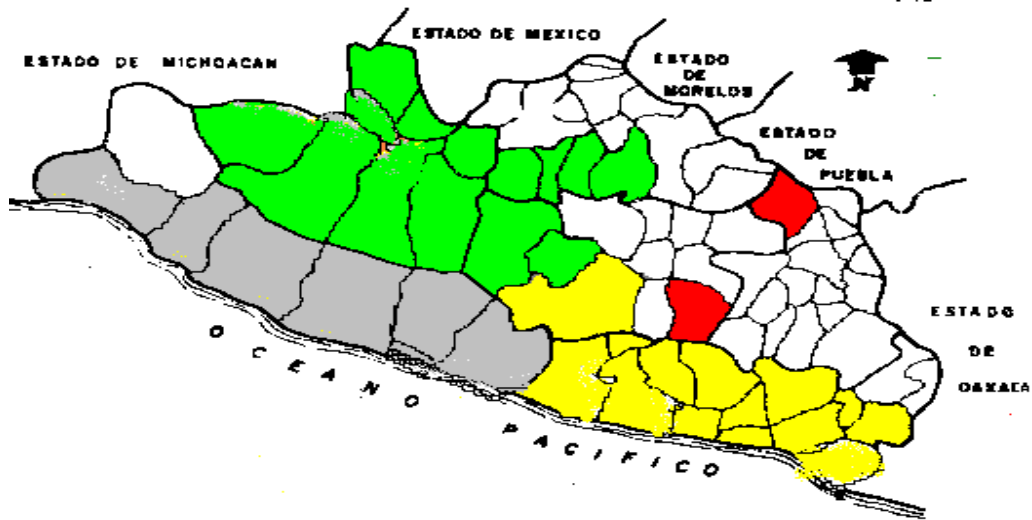 ESTADO DE MEXICO
ESTADO DE MICHOACAN
ESTADO
DE
MORELOS
N
ESTADO
DE
PUEBLA
ESTADO
DE
OAXACA
OCEANO
PACIFICO